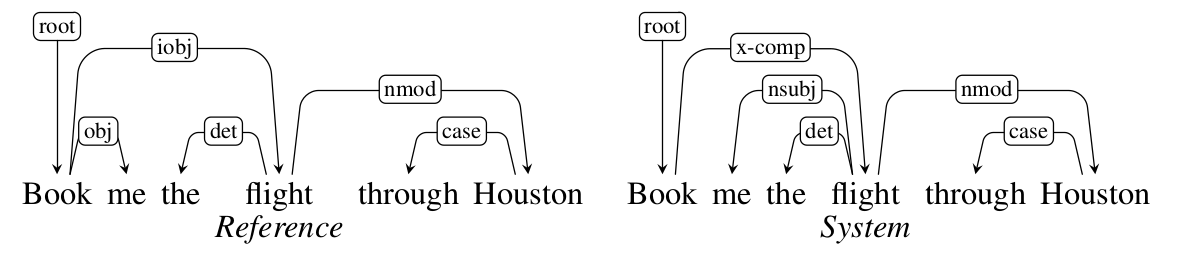 root
iobj
nmod
obj
det
case
Book me the flight through Houston
Reference
root
x-comp
nsubj
nmod
det
case
Book me the flight through Houston
System